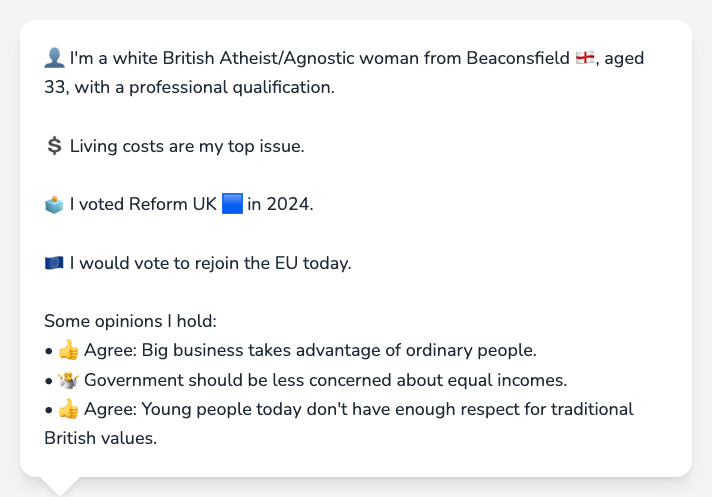 👤 I'm a white British Atheist/Agnostic woman from Beaconsfield 🏴󠁧󠁢󠁥󠁮󠁧󠁿, aged
33, with a professional qualification.
💲 Living costs are my top issue.
🗳️ I voted Reform UK 🟦 in 2024.
🇪🇺 I would vote to rejoin the EU today.
Some opinions I hold:
• 👍 Agree: Big business takes advantage of ordinary people.
• 🤷 Government should be less concerned about equal incomes.
• 👍 Agree: Young people today don't have enough respect for traditional
British values.